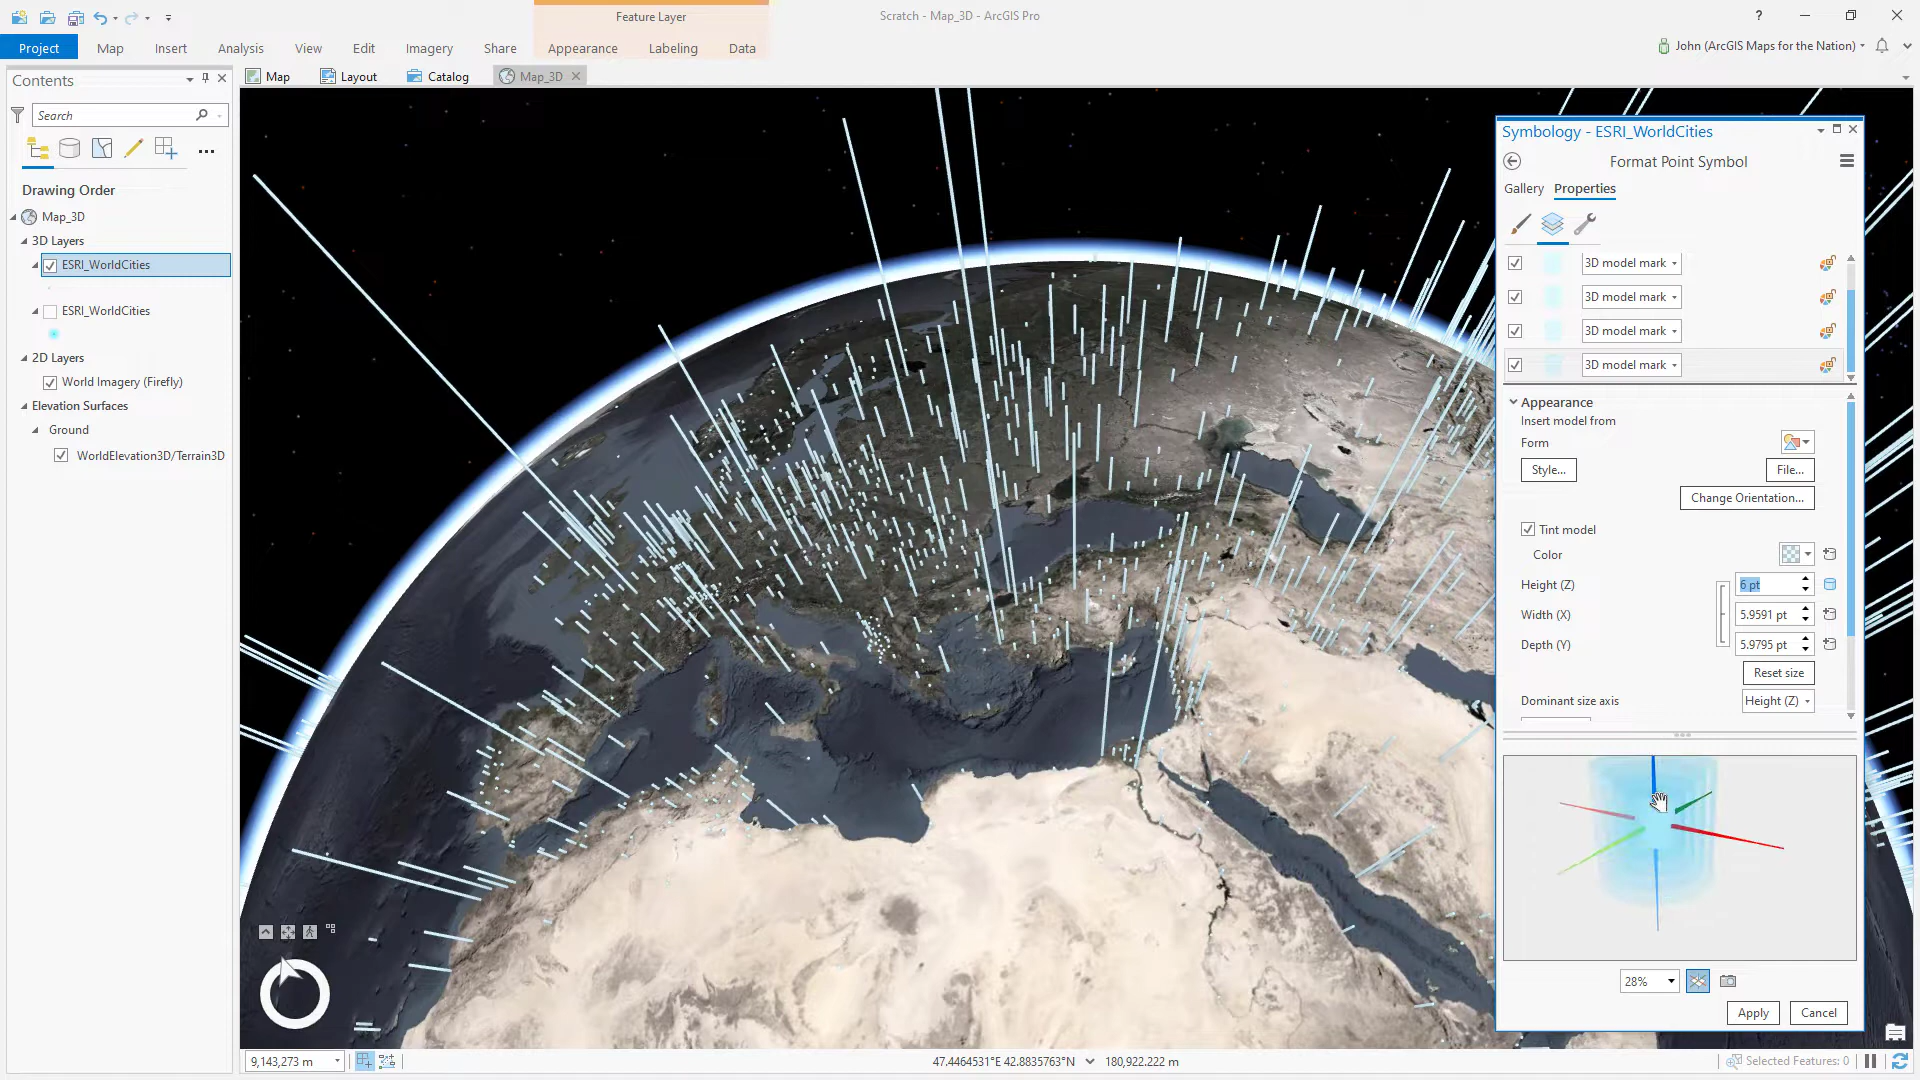 Feature Layer
Scratch - Map_3D - ArcGIS Pro
?
Project
Map
Insert
Analysis
View
Edit
Imagery
Share
Appearance
Labeling
Data
John (ArcGIS Maps for the Nation)
Contents
Map
Layout
Catalog
Map_3D
Search
Drawing Order
Map_3D
3D Layers
ESRI_WorldCities
ESRI_WorldCities
2D Layers
World Imagery (Firefly)
Elevation Surfaces
Ground
WorldElevation3D/Terrain3D
Symbology - ESRI_WorldCities
Format Point Symbol
Gallery
Properties
3D model mark
3D model mark
3D model mark
3D model mark
Appearance
Insert model from
Form
Style...
File...
Change Orientation...
Tint model
Color
Height (Z)
6 pt
Width (X)
5.9591 pt
Depth (Y)
5.9795 pt
Reset size
Dominant size axis
Height (Z)
28%
Apply
Cancel
9,143,273 m
47.4464531°E 42.8835763°N
180,922.222 m
Selected Features: 0